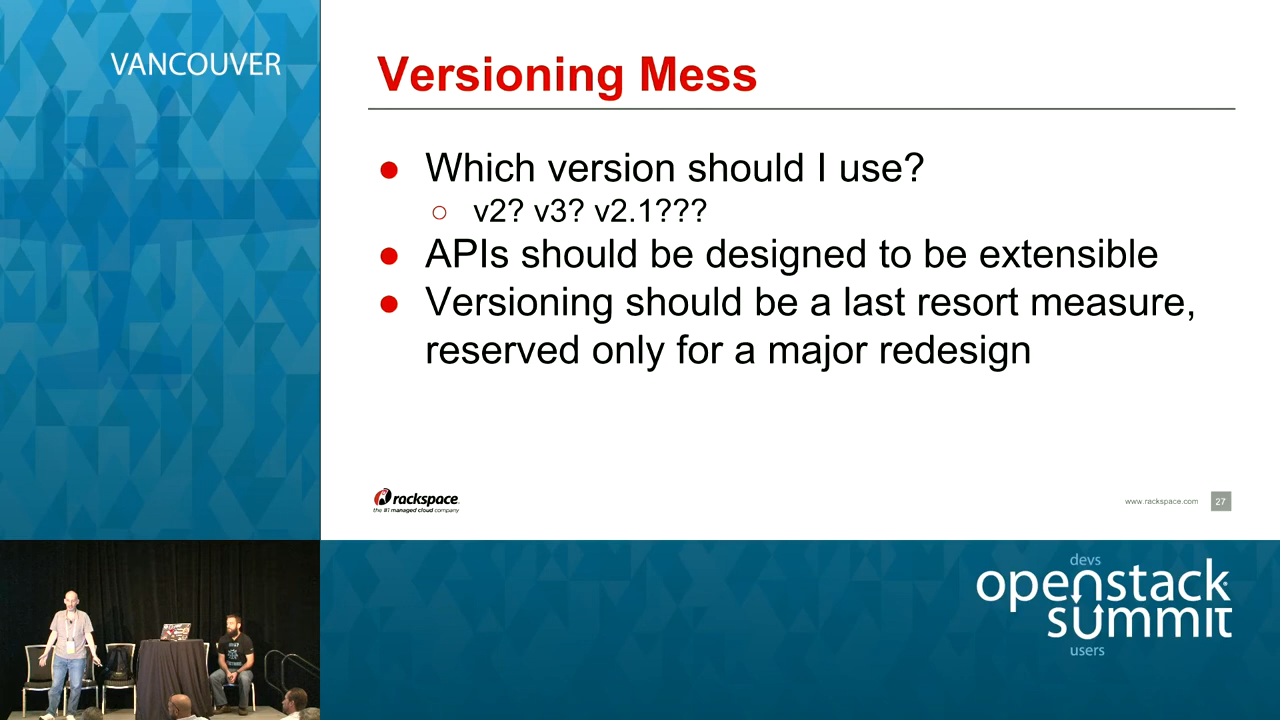 VANCOUVER
Versioning Mess
● Which version should I use?
○ v2? v3? v2.1???
● APIs should be designed to be extensible
● Versioning should be a last resort measure,
reserved only for a major redesign
rackspace
the #1 managed cloud company
www.rackspace.com 27
devs
openstack
summit
users